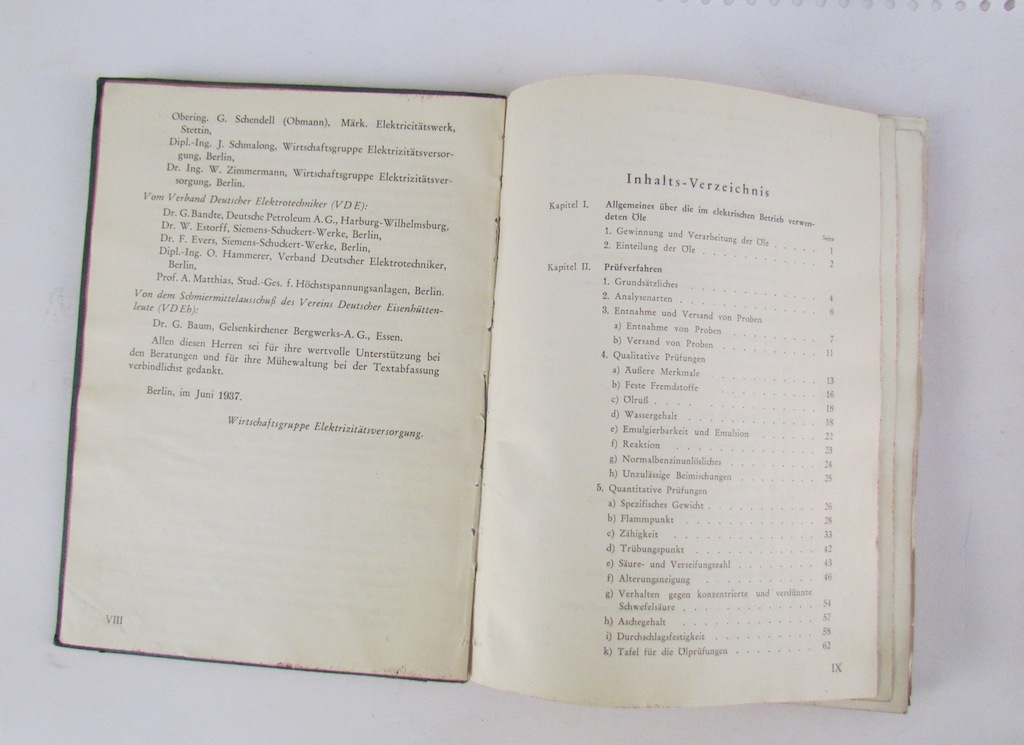 Obering. G. Schendell (Obmann), Märk. Elektricitätswerk,
Stettin,
Dipl.-Ing. J. Schmalong, Wirtschaftsgruppe Elektrizitätsversor-
gung, Berlin,
Dr. Ing. W. Zimmermann, Wirtschaftsgruppe Elektrizitätsver-
sorgung, Berlin.
Vom Verband Deutscher Elektrotechniker (VDE):
Dr. G. Bandte, Deutsche Petroleum A. G., Harburg-Wilhelmsburg,
Dr. W. Estorff, Siemens-Schuckert-Werke, Berlin,
Dr. F. Evers, Siemens-Schuckert-Werke, Berlin,
Dipl.-Ing. O. Hammerer, Verband Deutscher Elektrotechniker,
Berlin,
Prof. A. Matthias, Stud.-Ges. f. Höchstspannungsanlagen, Berlin.
Von dem Schmiermittelausschuß des Vereins Deutscher Eisenhütten-
leute (VDEh):
Dr. G. Baum, Gelsenkirchener Bergwerks-A. G., Essen.
Allen diesen Herren sei für ihre wertvolle Unterstützung bei
den Beratungen und für ihre Mühewaltung bei der Textabfassung
verbindlichst gedankt.
Berlin, im Juni 1937.
Wirtschaftsgruppe Elektrizitätsversorgung.
VIII
Inhalts-Verzeichnis
Kapitel I. Allgemeines über die im elektrischen Betrieb verwen-
deten Öle
Seite
1. Gewinnung und Verarbeitung der Öle . . . . . 1
2. Einteilung der Öle . . . . . . . . . . 2
Kapitel II. Prüfverfahren
1. Grundsätzliches . . . . . . . . . . 4
2. Analysenarten . . . . . . . . . . 6
3. Entnahme und Versand von Proben
a) Entnahme von Proben . . . . . . . . 7
b) Versand von Proben . . . . . . . . 11
4. Qualitative Prüfungen
a) Äußere Merkmale . . . . . . . . . 13
b) Feste Fremdstoffe . . . . . . . . . 16
c) Ölruß . . . . . . . . . . . 18
d) Wassergehalt . . . . . . . . . . 18
e) Emulgierbarkeit und Emulsion . . . . . . 22
f) Reaktion . . . . . . . . . . 23
g) Normalbenzinunlösliches . . . . . . . 24
h) Unzulässige Beimischungen . . . . . . . 25
5. Quantitative Prüfungen
a) Spezifisches Gewicht . . . . . . . . 26
b) Flammpunkt . . . . . . . . . . 28
c) Zähigkeit . . . . . . . . . . 33
d) Trübungspunkt . . . . . . . . . 42
e) Säure- und Verseifungszahl . . . . . . . 43
f) Alterungsneigung . . . . . . . . . 46
g) Verhalten gegen konzentrierte und verdünnte
Schwefelsäure . . . . . . . . . . 54
h) Aschegehalt . . . . . . . . . . 57
i) Durchschlagsfestigkeit . . . . . . . . 58
k) Tafel für die Ölprüfungen . . . . . . . 62
IX